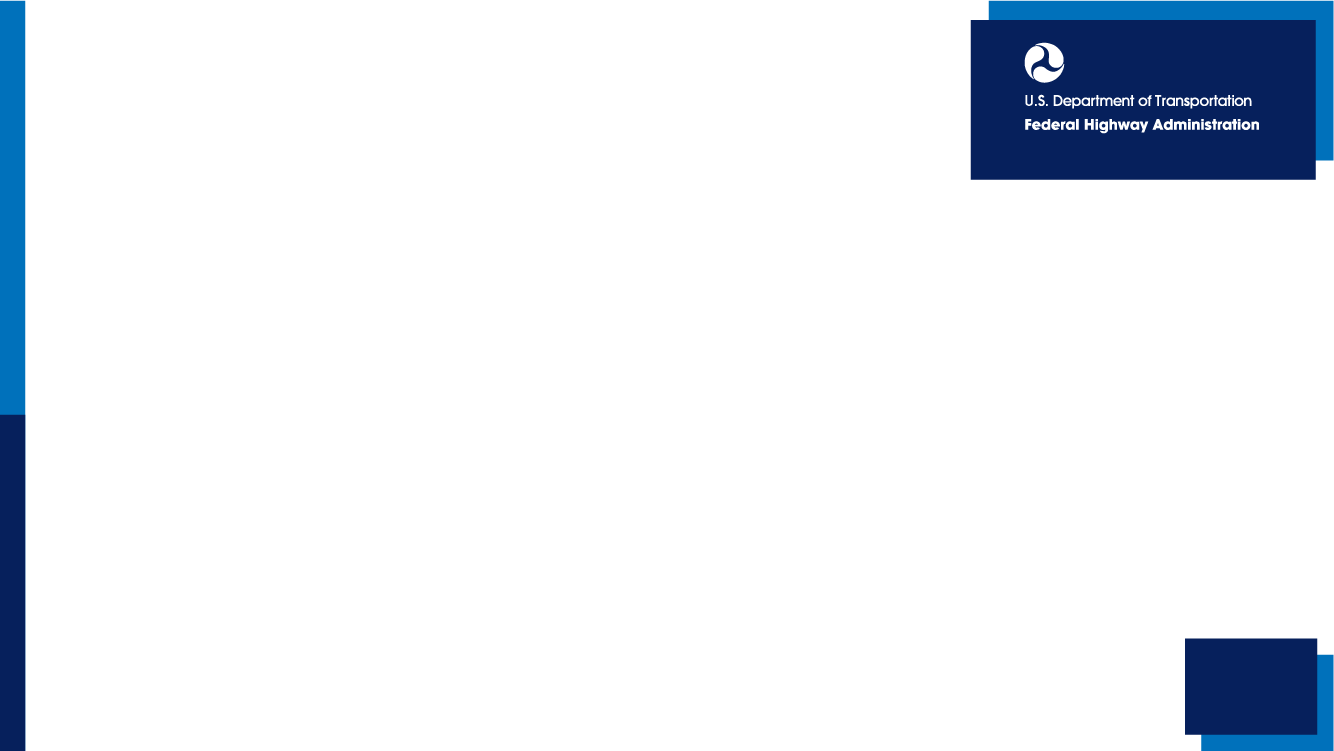 U.S. Department of Transportation
Federal Highway Administration